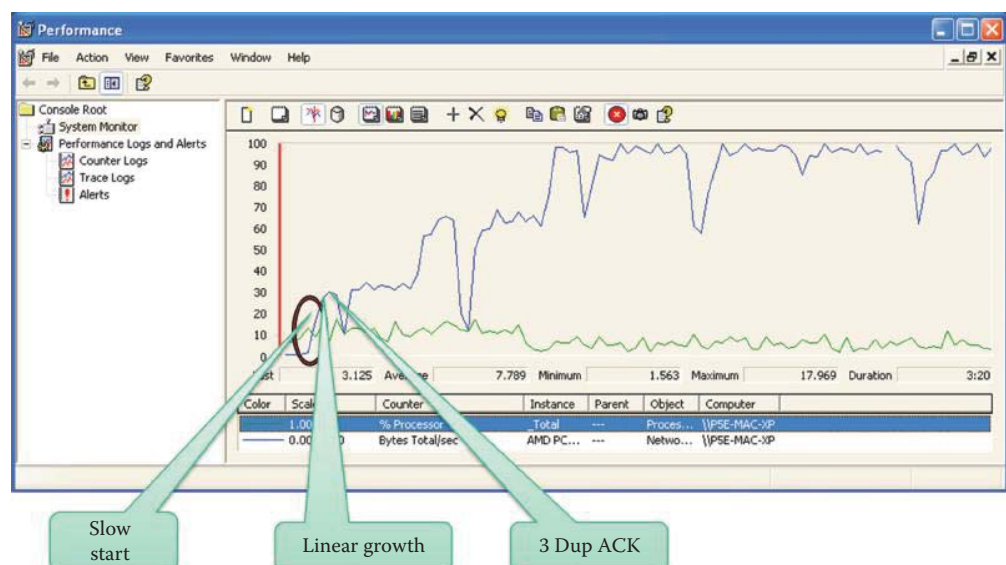 Performance
File Action View Favorites Window Help
Console Root
System Monitor
Performance Logs and Alerts
Counter Logs
Trace Logs
Alerts
100
90
80
70
60
50
40
30
20
10
0
3.125 Average 7.789 Minimum 1.563 Maximum 17.969 Duration 3:20
Color Counter Instance Parent Object Computer
% Processor _Total --- Proces... \\PSE-MAC-XP
Bytes Total/sec AMD PC... --- Netwo... \\PSE-MAC-XP
Slow
start
Linear growth
3 Dup ACK